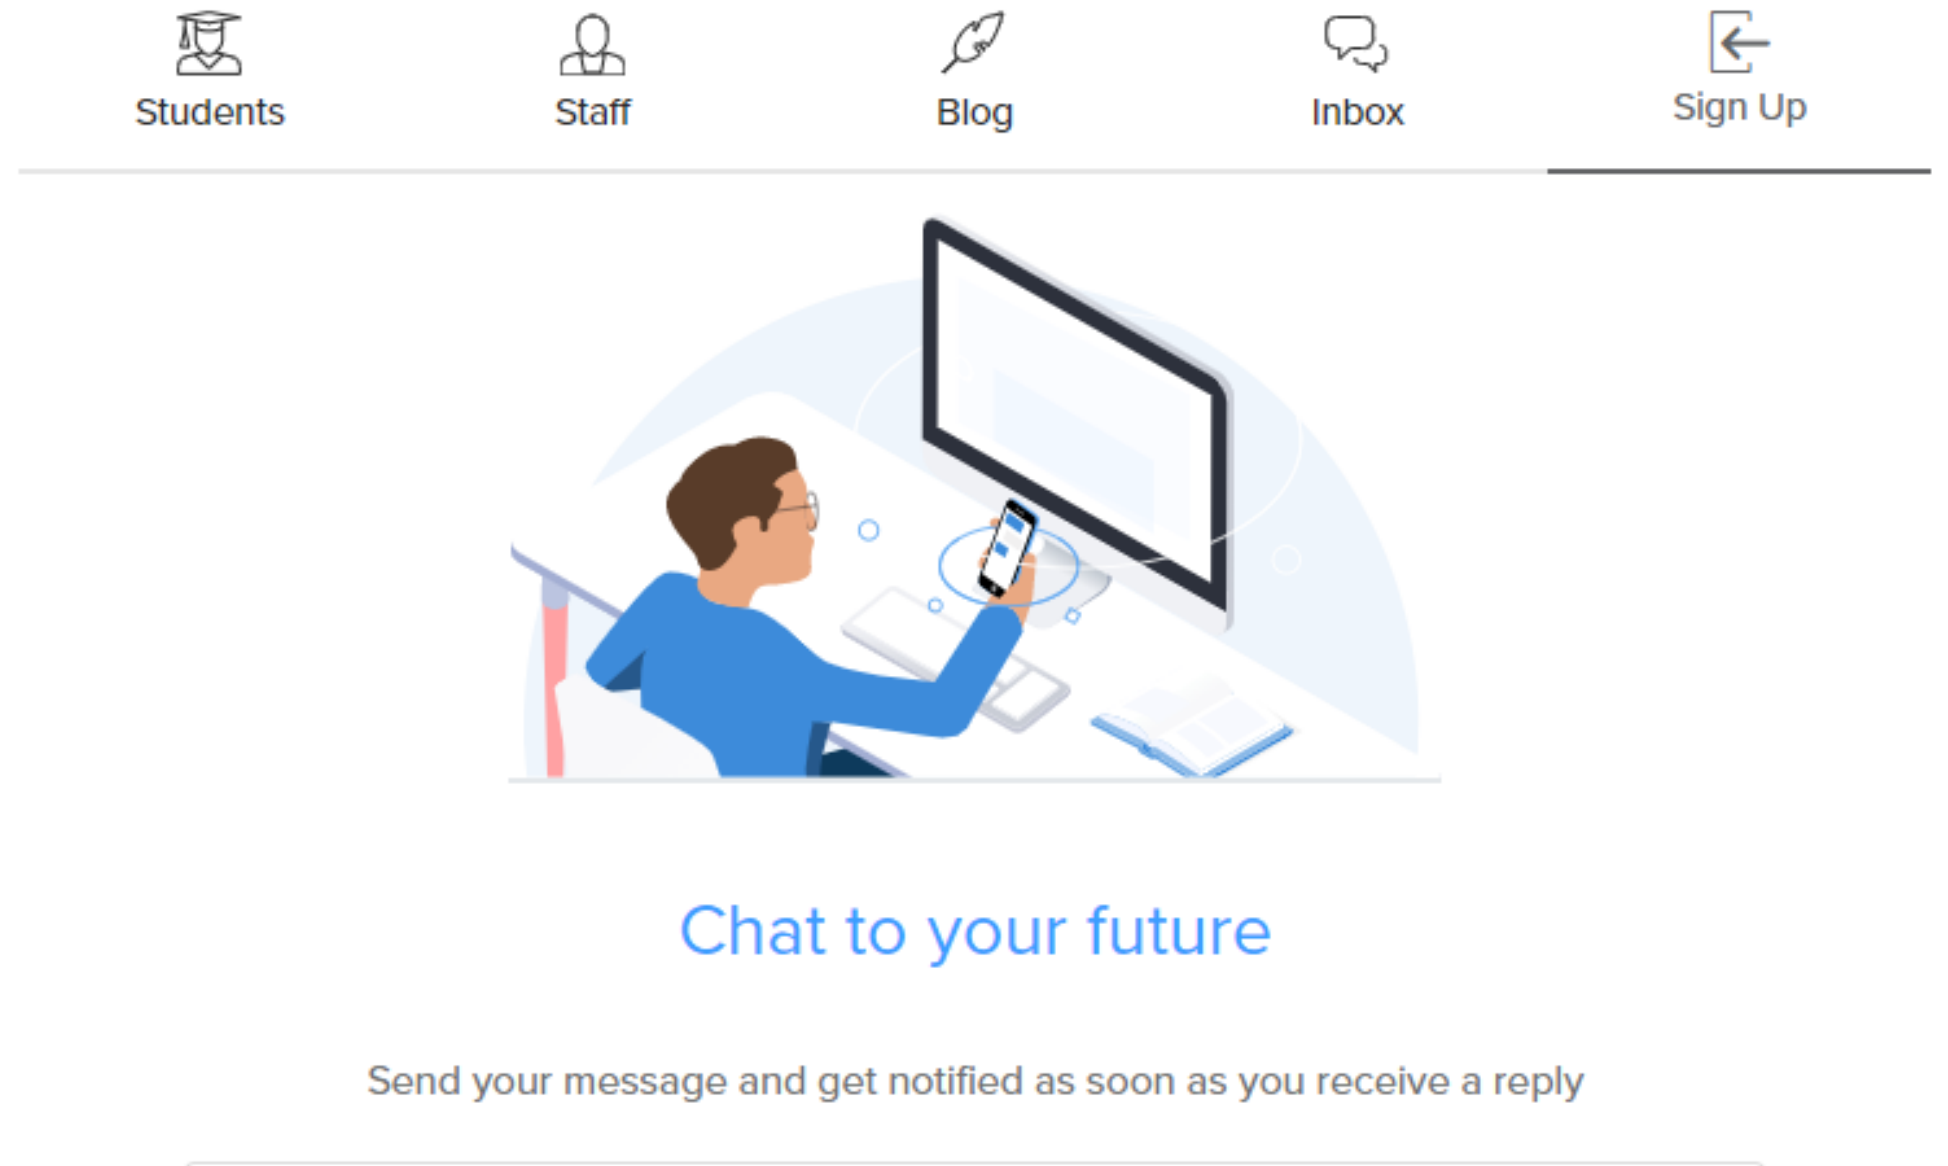 Students
Staff
Blog
Inbox
Sign Up
Chat to your future
Send your message and get notified as soon as you receive a reply